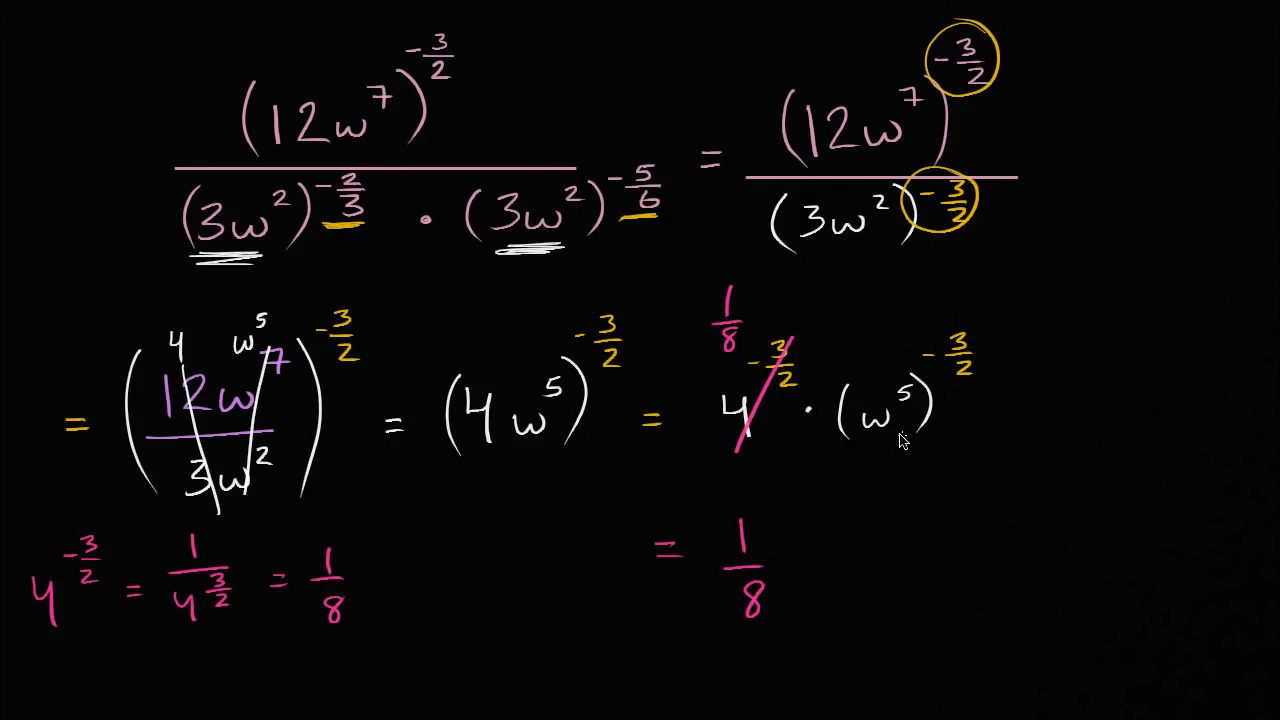 (12w^7)^(-3/2) / ((3w^2)^(-2/3) · (3w^2)^(-5/6)) = (12w^7)^(-3/2) / (3w^2)^(-3/2)
= (12w^7 / 3w^2)^(-3/2) 4 w^5 = (4w^5)^(-3/2) = 4^(-3/2) 1/8 · (w^5)^(-3/2)
4^(-3/2) = 1 / 4^(3/2) = 1/8 = 1/8